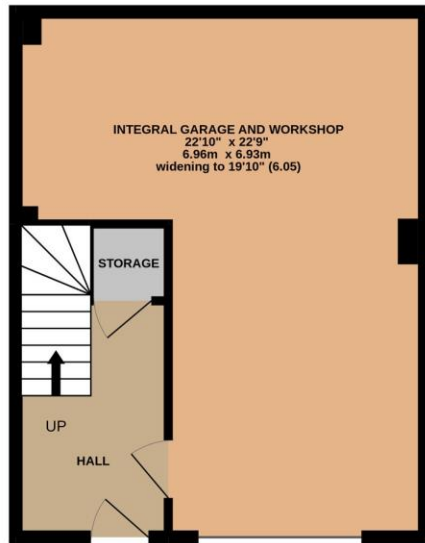 INTEGRAL GARAGE AND WORKSHOP
22'10" x 22'9"
6.96m x 6.93m
widening to 19'10" (6.05)
STORAGE
UP
HALL